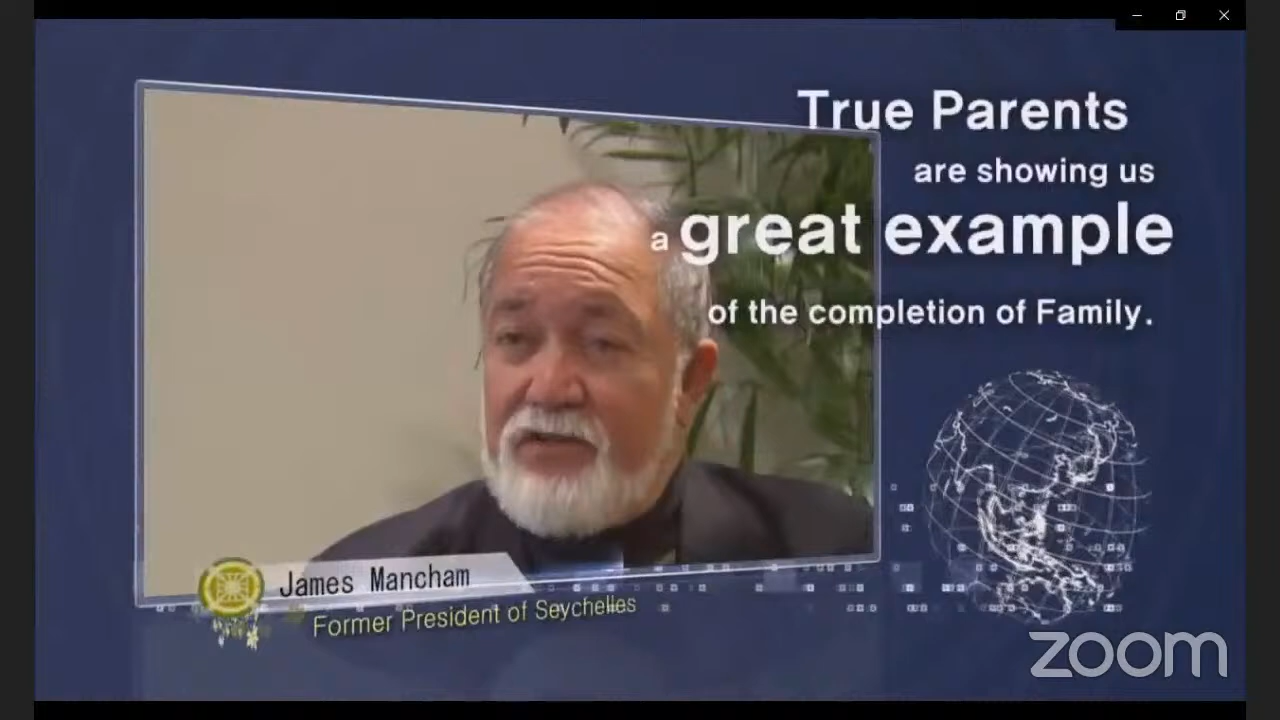 True Parents
are showing us
a great example
of the completion of Family.
James Mancham
Former President of Seychelles
zoom